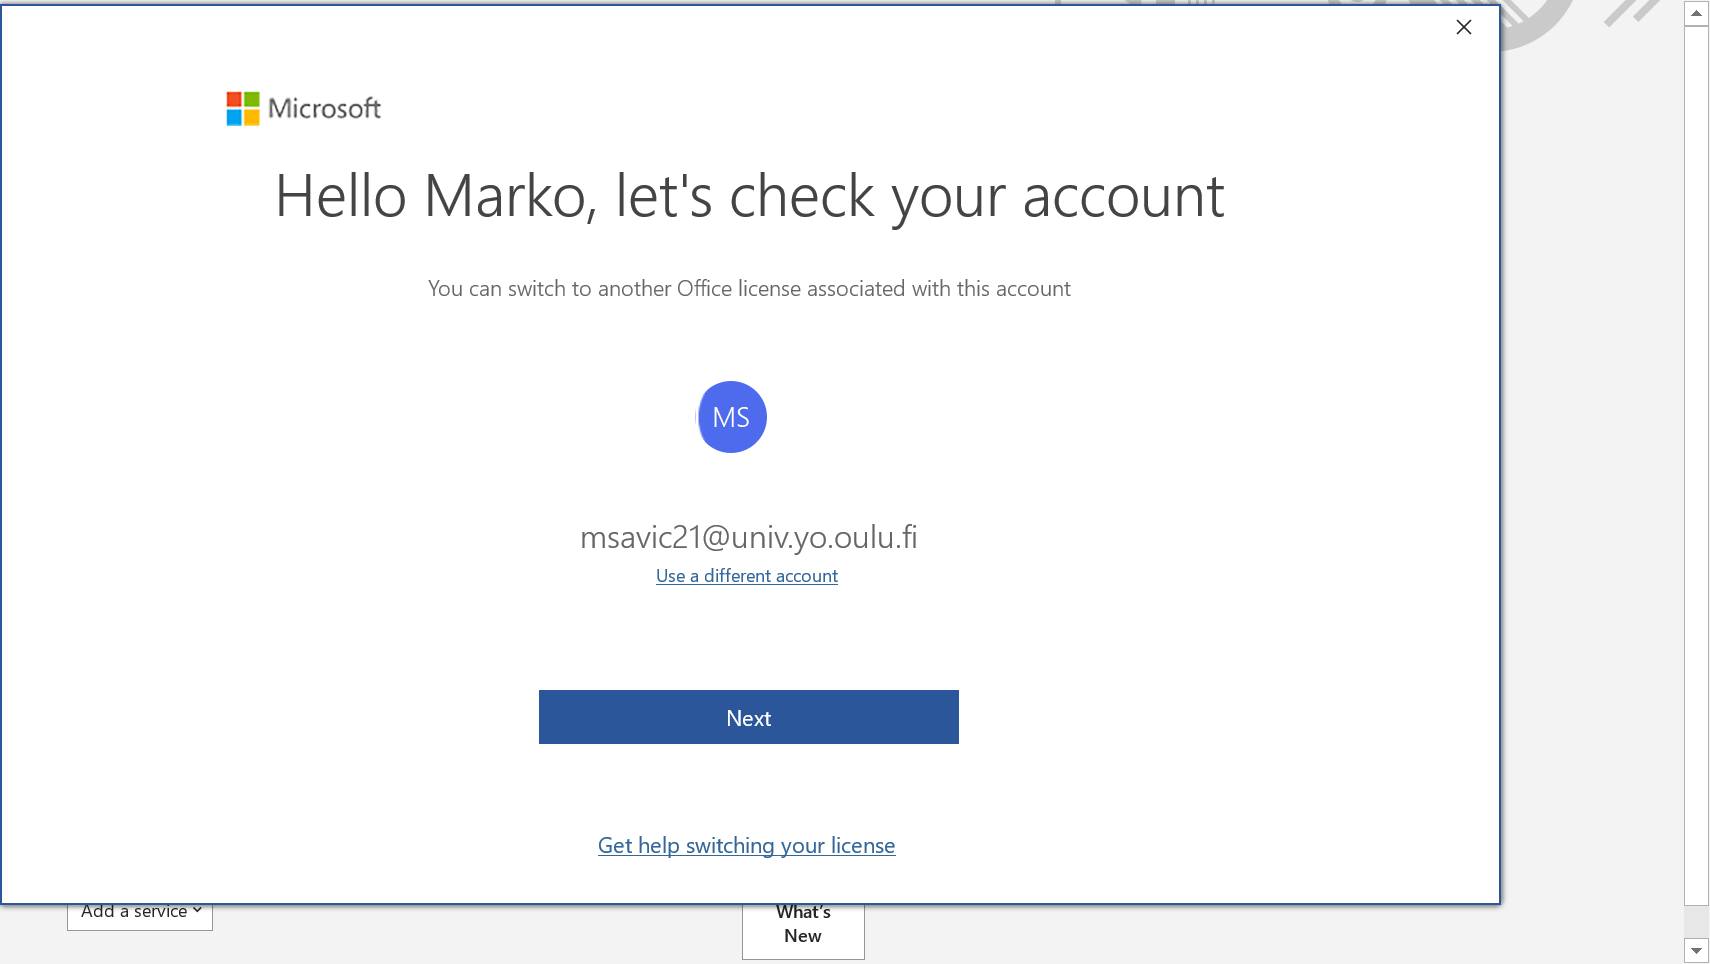 Microsoft
Hello Marko, let's check your account
You can switch to another Office license associated with this account
MS
msavic21@univ.yo.oulu.fi
Use a different account
Next
Get help switching your license
Add a service
What's
New